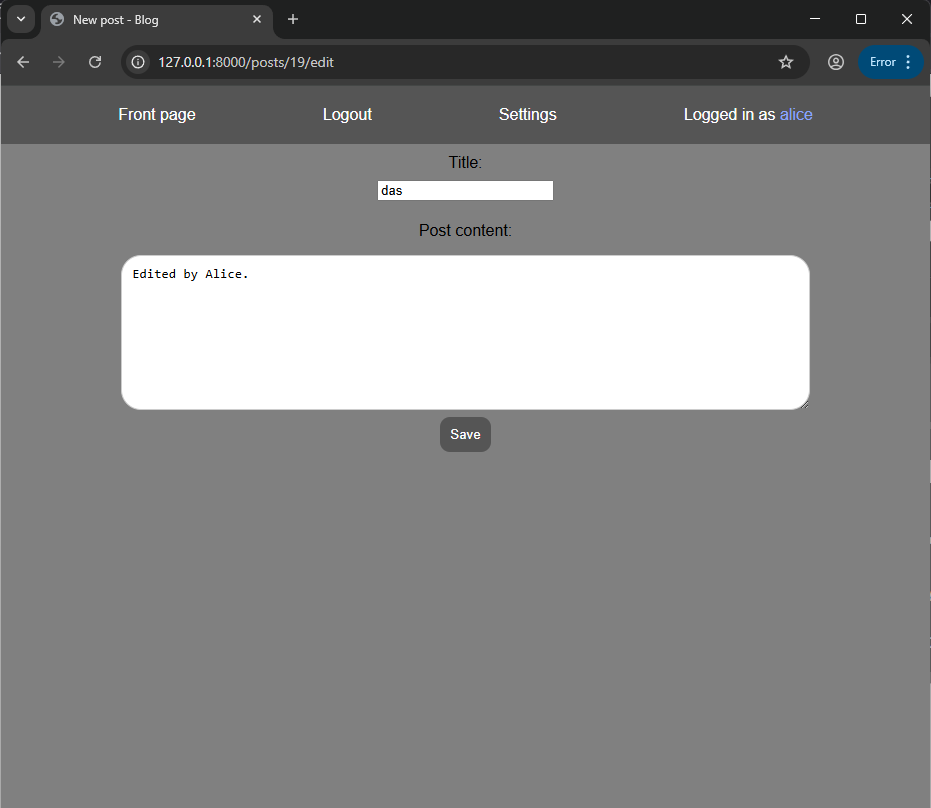 New post - Blog
127.0.0.1:8000/posts/19/edit
Error
Front page Logout Settings Logged in as alice
Title:
das
Post content:
Edited by Alice.
Save